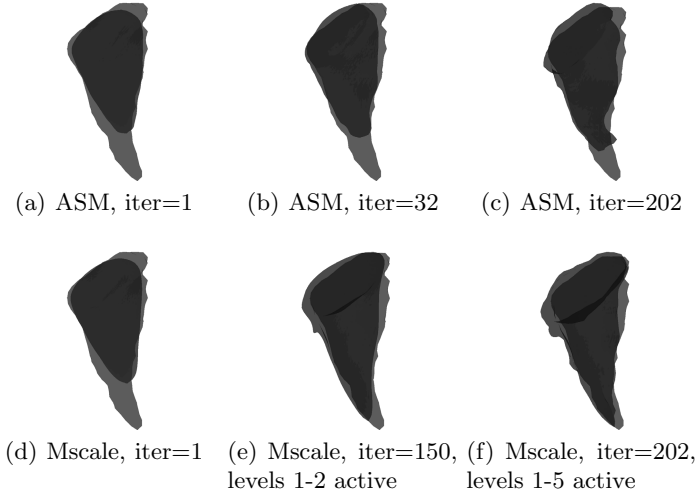 (a) ASM, iter=1
(b) ASM, iter=32
(c) ASM, iter=202
(d) Mscale, iter=1
(e) Mscale, iter=150,
levels 1-2 active
(f) Mscale, iter=202,
levels 1-5 active